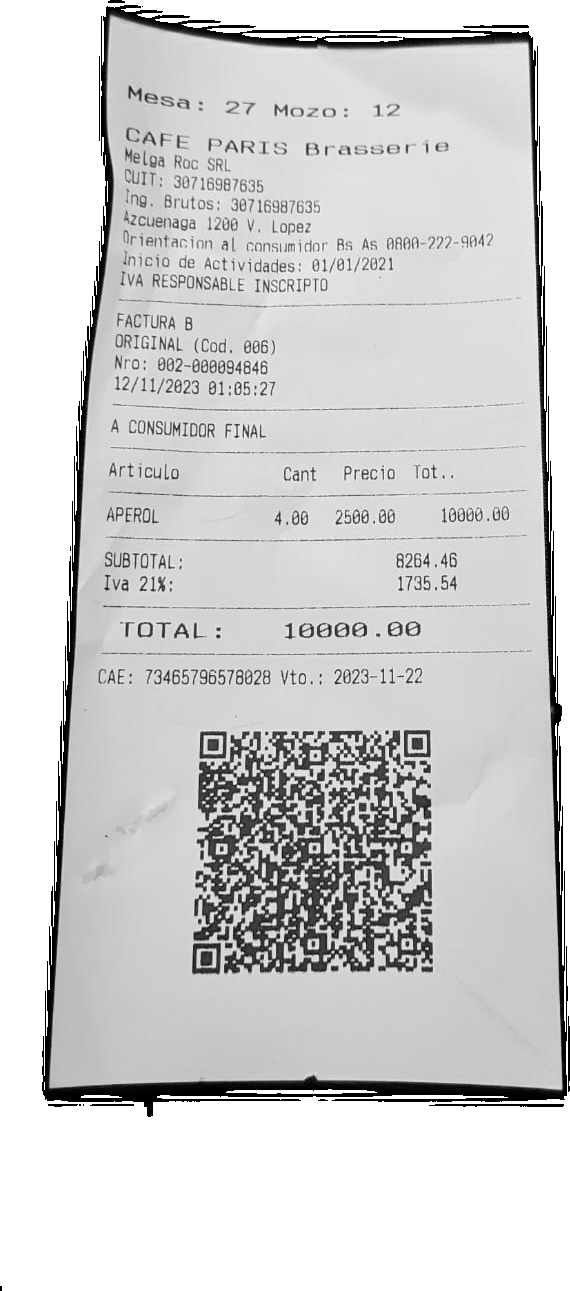 Mesa: 27 Mozo: 12
CAFE PARIS Brasserie
Melga Roc SRL
CUIT: 30716987635
Ing. Brutos: 30716987635
Azcuenaga 1200 V. Lopez
Orientacion al consumidor Bs As 0800-222-9042
Inicio de Actividades: 01/01/2021
IVA RESPONSABLE INSCRIPTO
FACTURA B
ORIGINAL (Cod. 006)
Nro: 002-000094846
12/11/2023 01:05:27
A CONSUMIDOR FINAL
Articulo Cant Precio Tot..
APEROL 4.00 2500.00 10000.00
SUBTOTAL: 8264.46
Iva 21%: 1735.54
TOTAL: 10000.00
CAE: 73465796578028 Vto.: 2023-11-22